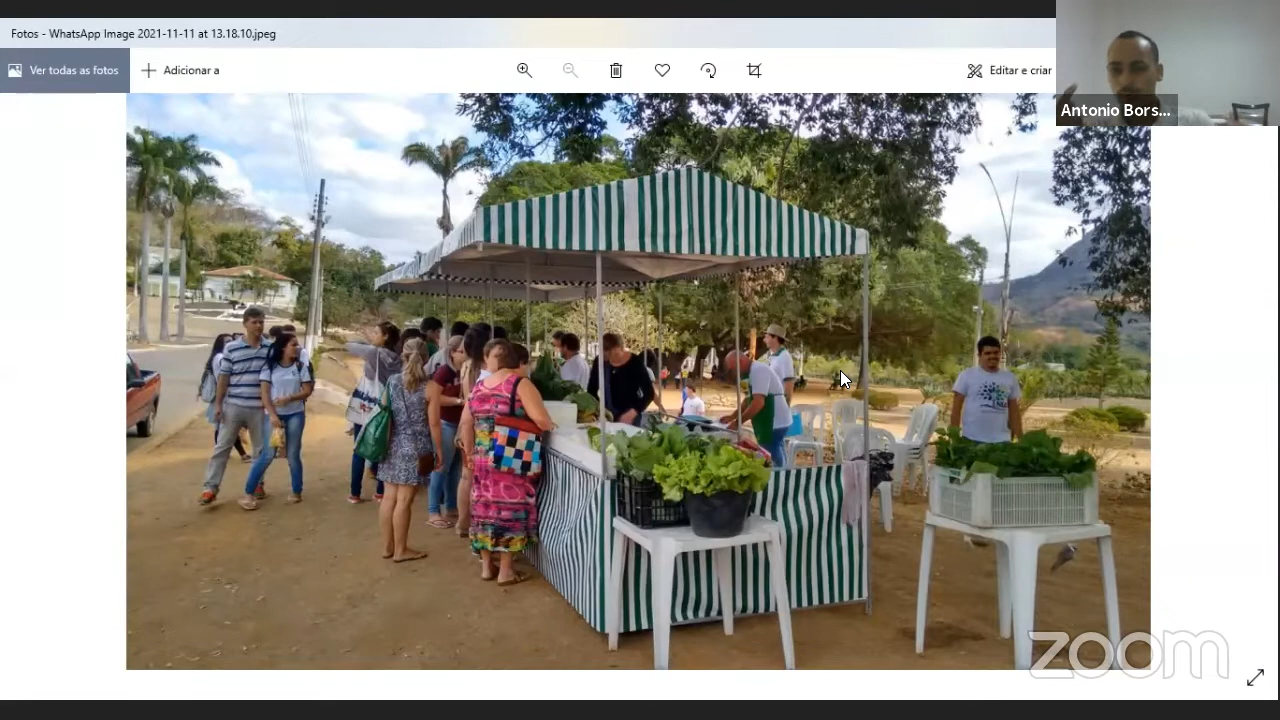 Fotos - WhatsApp Image 2021-11-11 at 13.18.10.jpeg
Ver todas as fotos
Adicionar a
Editar e criar
Antonio Bors...
zoom